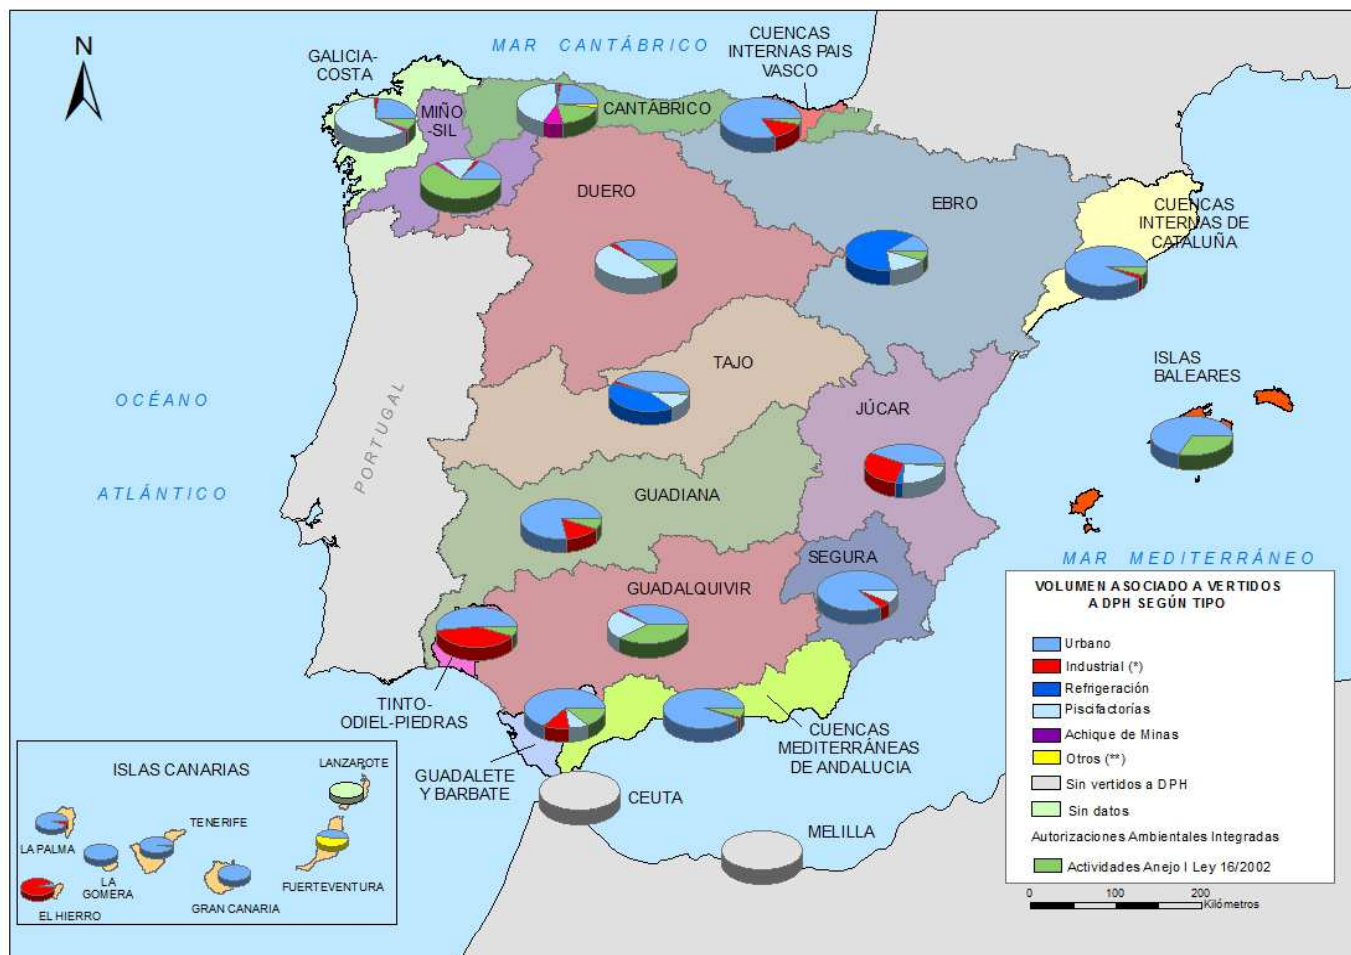 N
MAR CANTÁBRICO
GALICIA-
COSTA
CUENCAS
INTERNAS PAIS
VASCO
MIÑO
-SIL
CANTÁBRICO
DUERO
EBRO
CUENCAS
INTERNAS DE
CATALUÑA
TAJO
ISLAS
BALEARES
JÚCAR
OCÉANO
ATLÁNTICO
PORTUGAL
GUADIANA
SEGURA
MAR MEDITERRÁNEO
GUADALQUIVIR
TINTO-
ODIEL-PIEDRAS
GUADALETE
Y BARBATE
CUENCAS
MEDITERRÁNEAS
DE ANDALUCIA
CEUTA
MELILLA
ISLAS CANARIAS
LANZAROTE
TENERIFE
LA PALMA
LA
GOMERA
FUERTEVENTURA
GRAN CANARIA
EL HIERRO
VOLUMEN ASOCIADO A VERTIDOS
A DPH SEGÚN TIPO
Urbano
Industrial (*)
Refrigeración
Piscifactorías
Achique de Minas
Otros (**)
Sin vertidos a DPH
Sin datos
Autorizaciones Ambientales Integradas
Actividades Anejo I Ley 16/2002
0 100 200
Kilómetros